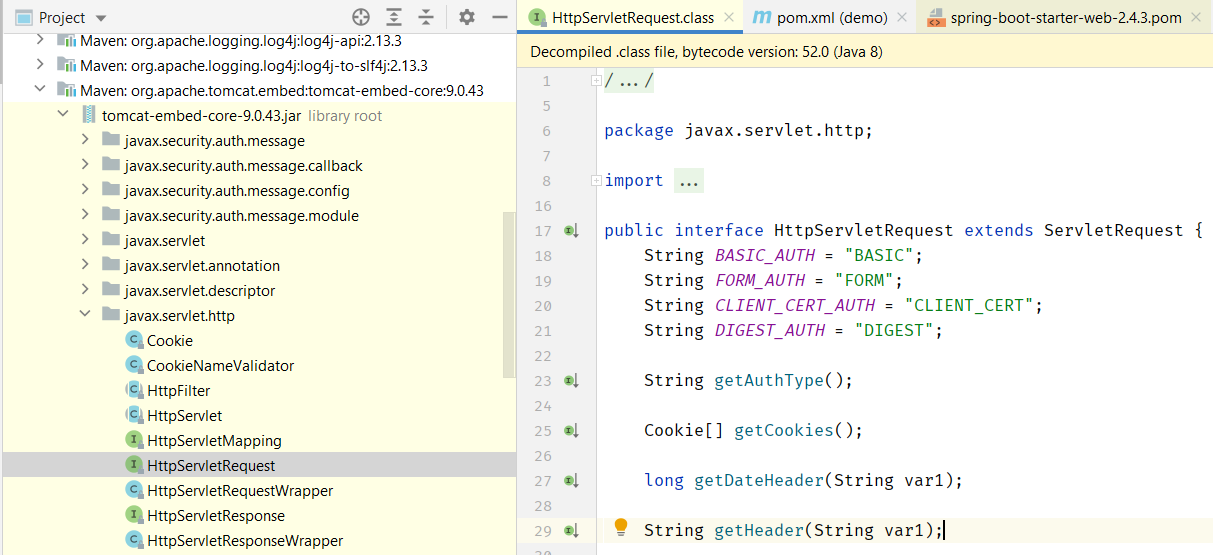 Project
Maven: org.apache.logging.log4j:log4j-api:2.13.3
Maven: org.apache.logging.log4j:log4j-to-slf4j:2.13.3
Maven: org.apache.tomcat.embed:tomcat-embed-core:9.0.43
tomcat-embed-core-9.0.43.jar library root
javax.security.auth.message
javax.security.auth.message.callback
javax.security.auth.message.config
javax.security.auth.message.module
javax.servlet
javax.servlet.annotation
javax.servlet.descriptor
javax.servlet.http
C Cookie
C CookieNameValidator
C HttpFilter
C HttpServlet
I HttpServletMapping
I HttpServletRequest
C HttpServletRequestWrapper
I HttpServletResponse
C HttpServletResponseWrapper
I HttpServletRequest.class
m pom.xml (demo)
spring-boot-starter-web-2.4.3.pom
Decompiled .class file, bytecode version: 52.0 (Java 8)
1 /.../
5
6 package javax.servlet.http;
7
8 import ...
16
17 public interface HttpServletRequest extends ServletRequest {
18 String BASIC_AUTH = "BASIC";
19 String FORM_AUTH = "FORM";
20 String CLIENT_CERT_AUTH = "CLIENT_CERT";
21 String DIGEST_AUTH = "DIGEST";
22
23 String getAuthType();
24
25 Cookie[] getCookies();
26
27 long getDateHeader(String var1);
28
29 String getHeader(String var1);
30